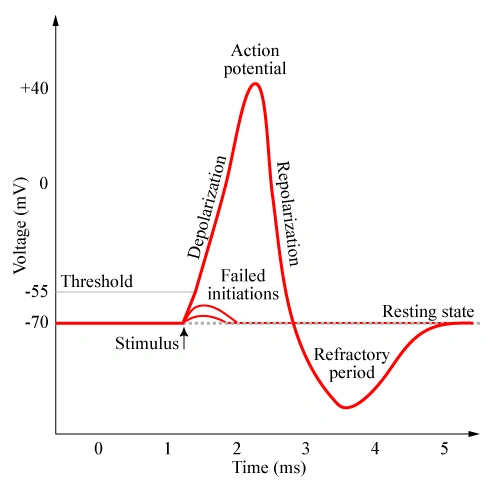 Action
potential
+40
Voltage (mV)
0
Depolarization
Repolarization
Threshold
-55
Failed
initiations
-70
Resting state
Stimulus
Refractory
period
0 1 2 3 4 5
Time (ms)